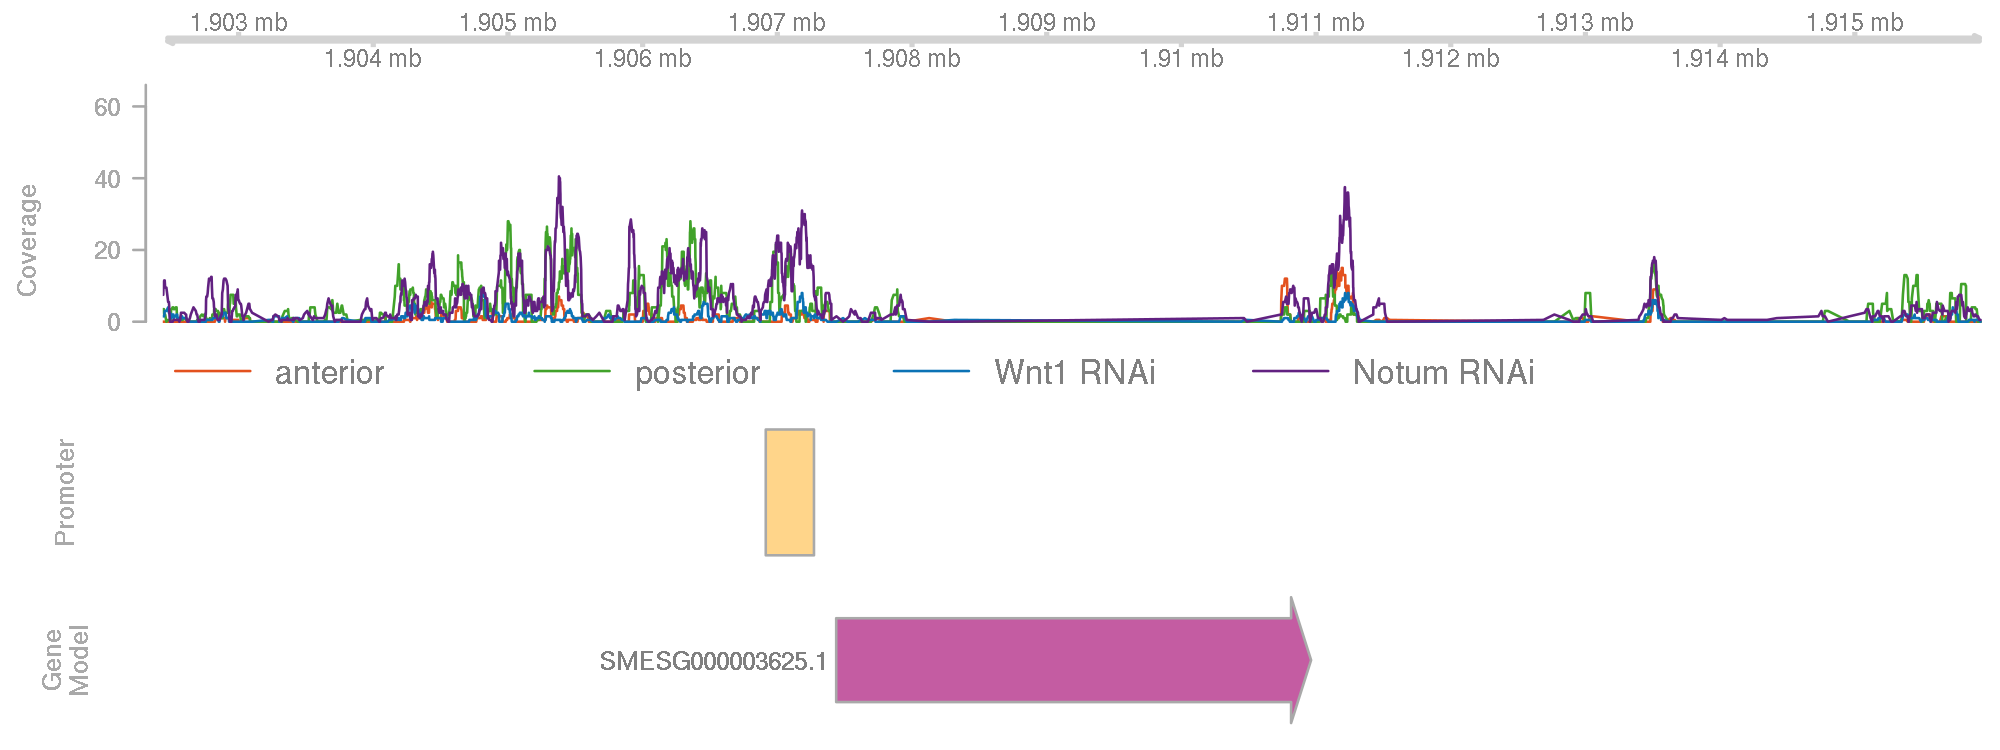 1.903 mb 1.905 mb 1.907 mb 1.909 mb 1.911 mb 1.913 mb 1.915 mb
1.904 mb 1.906 mb 1.908 mb 1.91 mb 1.912 mb 1.914 mb
60
40
20
0
Coverage
anterior posterior Wnt1 RNAi Notum RNAi
Promoter
Gene
Model
SMESG000003625.1